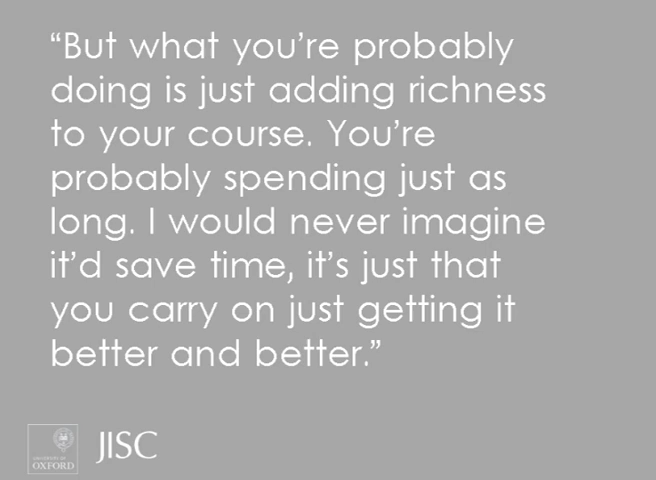 “But what you’re probably
doing is just adding richness
to your course. You’re
probably spending just as
long. I would never imagine
it’d save time, it’s just that
you carry on just getting it
better and better.”
UNIVERSITY OF
OXFORD
JISC